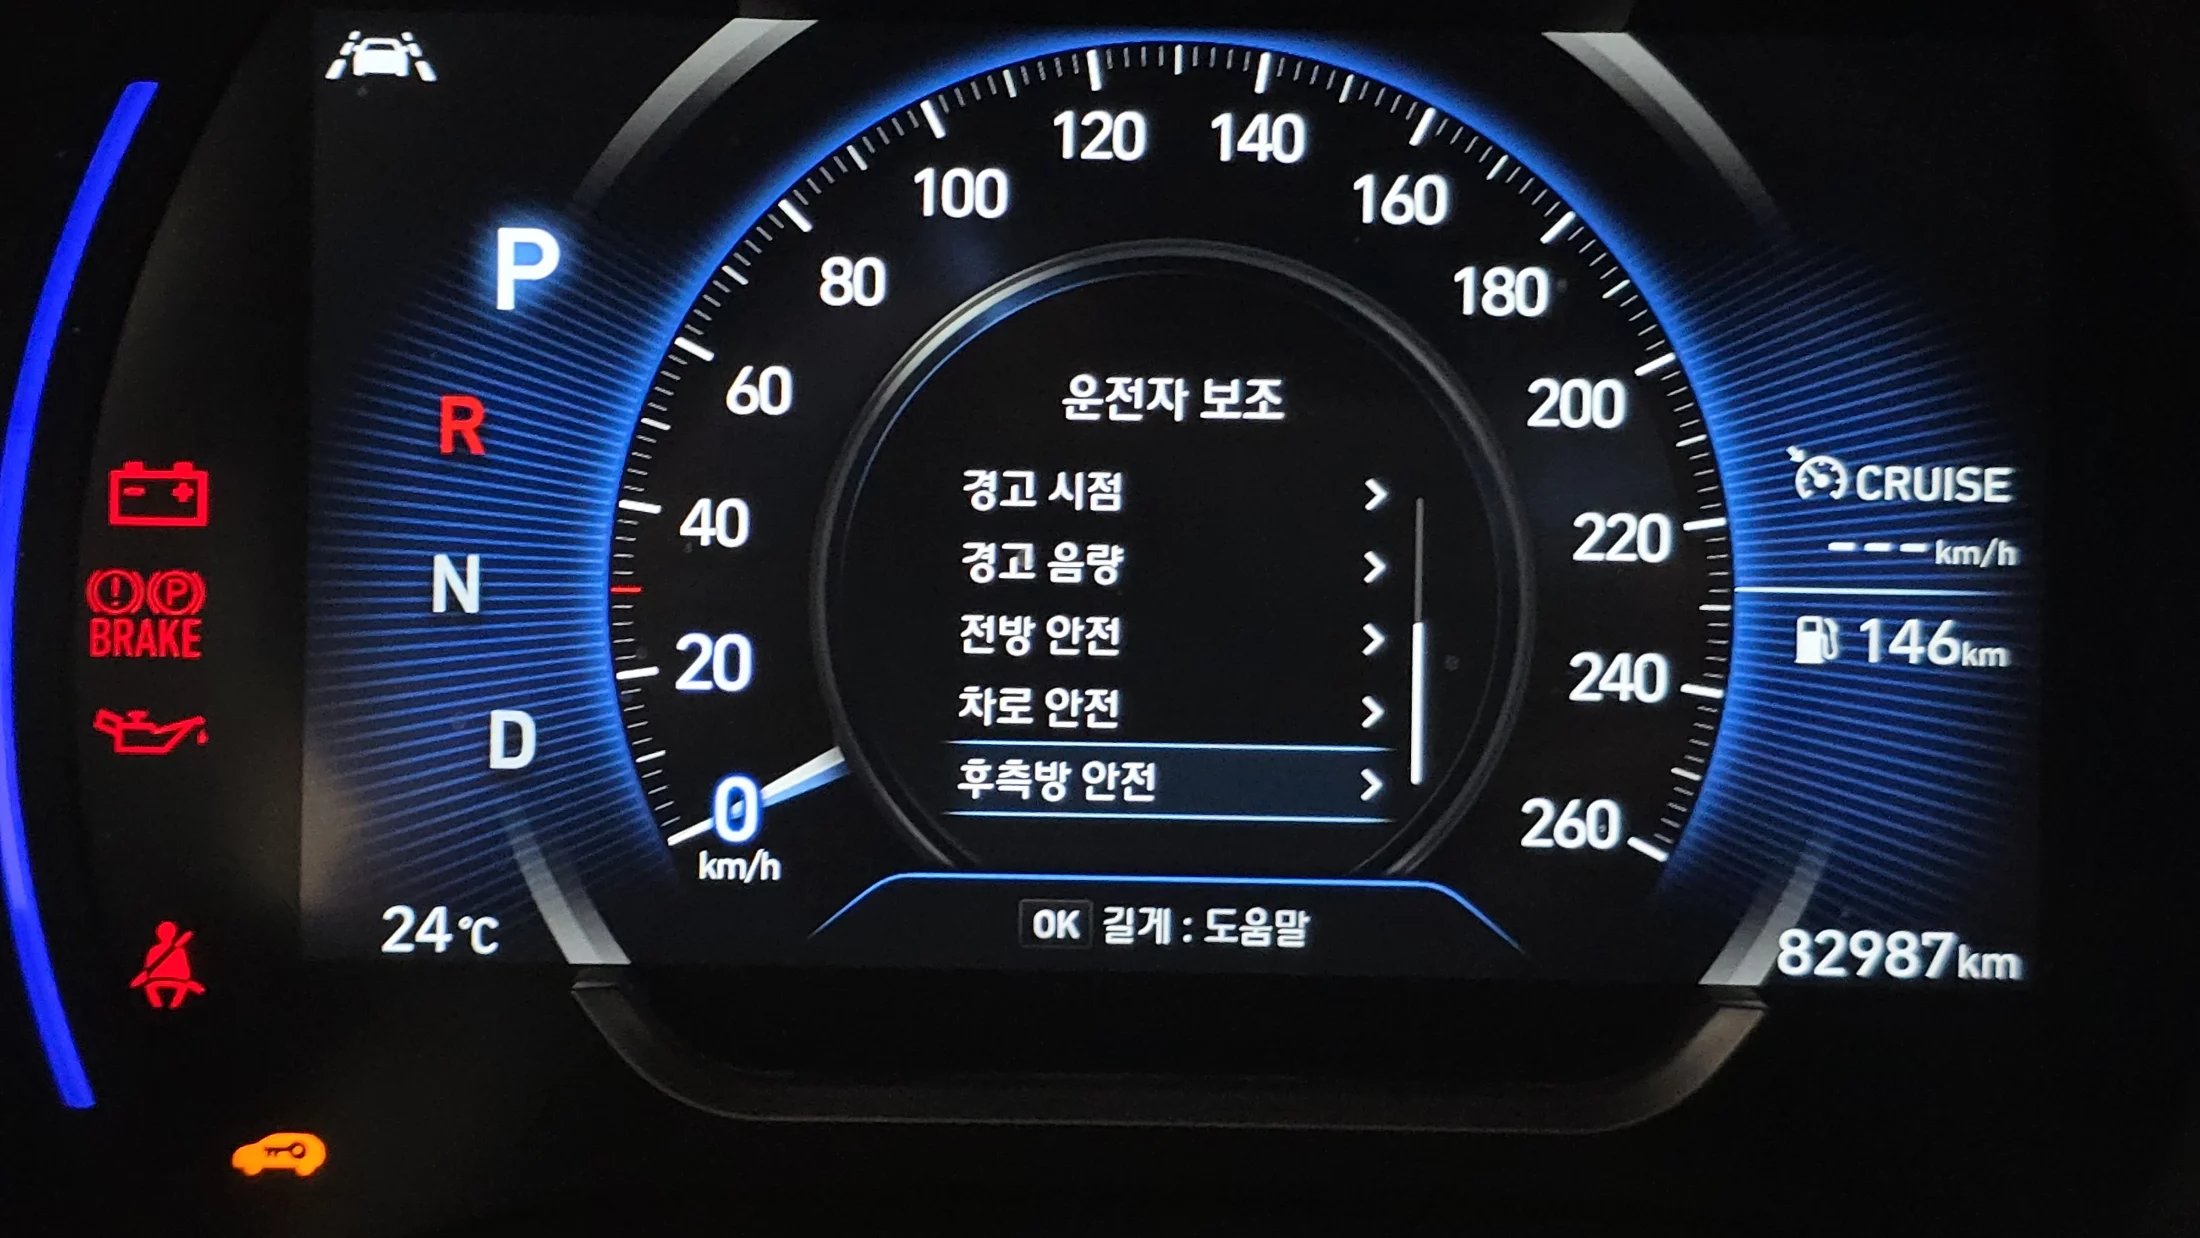 120
140
100
160
80
180
60
200
40
220
20
240
0
260
km/h
P
R
N
D
운전자 보조
경고 시점
경고 음량
전방 안전
차로 안전
후측방 안전
OK 길게 : 도움말
CRUISE
---km/h
146km
BRAKE
P
24°C
82987km